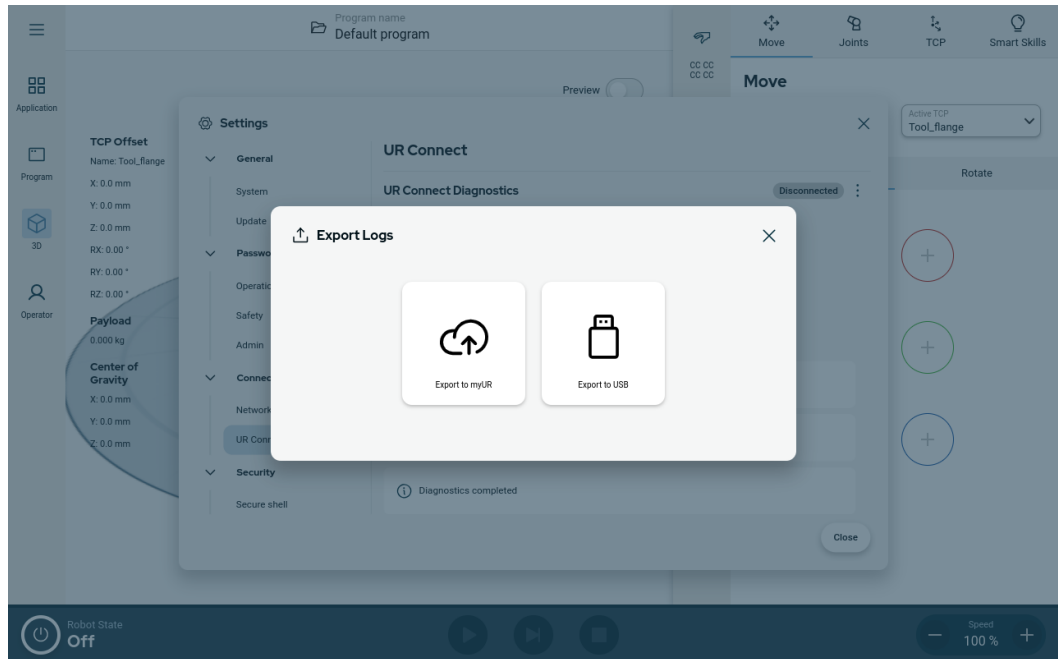 Program name
Default program
Application
Program
3D
Operator
Preview
TCP Offset
Name: Tool_flange
X: 0.0 mm
Y: 0.0 mm
Z: 0.0 mm
RX: 0.00 °
RY: 0.00 °
RZ: 0.00 °
Payload
0.000 kg
Center of
Gravity
X: 0.0 mm
Y: 0.0 mm
Z: 0.0 mm
Settings
General
System
Update
Passwo
Operatic
Safety
Admin
Connec
Network
UR Conn
Security
Secure shell
UR Connect
UR Connect Diagnostics
Disconnected
Export Logs
Export to myUR
Export to USB
Diagnostics completed
Close
CC CC
CC CC
Move
Joints
TCP
Smart Skills
Move
Active TCP
Tool_flange
Rotate
Robot State
Off
Speed
100 %